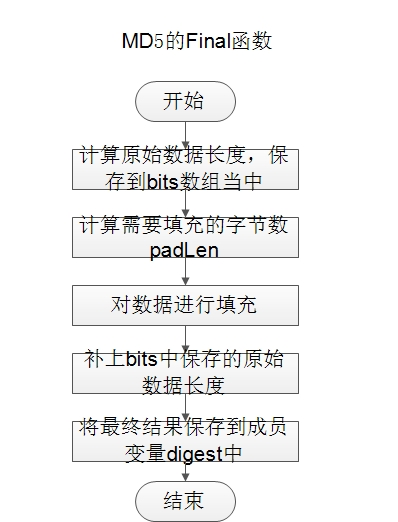 MD5的Final函数
开始
计算原始数据长度，保
存到bits数组当中
计算需要填充的字节数
padLen
对数据进行填充
补上bits中保存的原始
数据长度
将最终结果保存到成员
变量digest中
结束